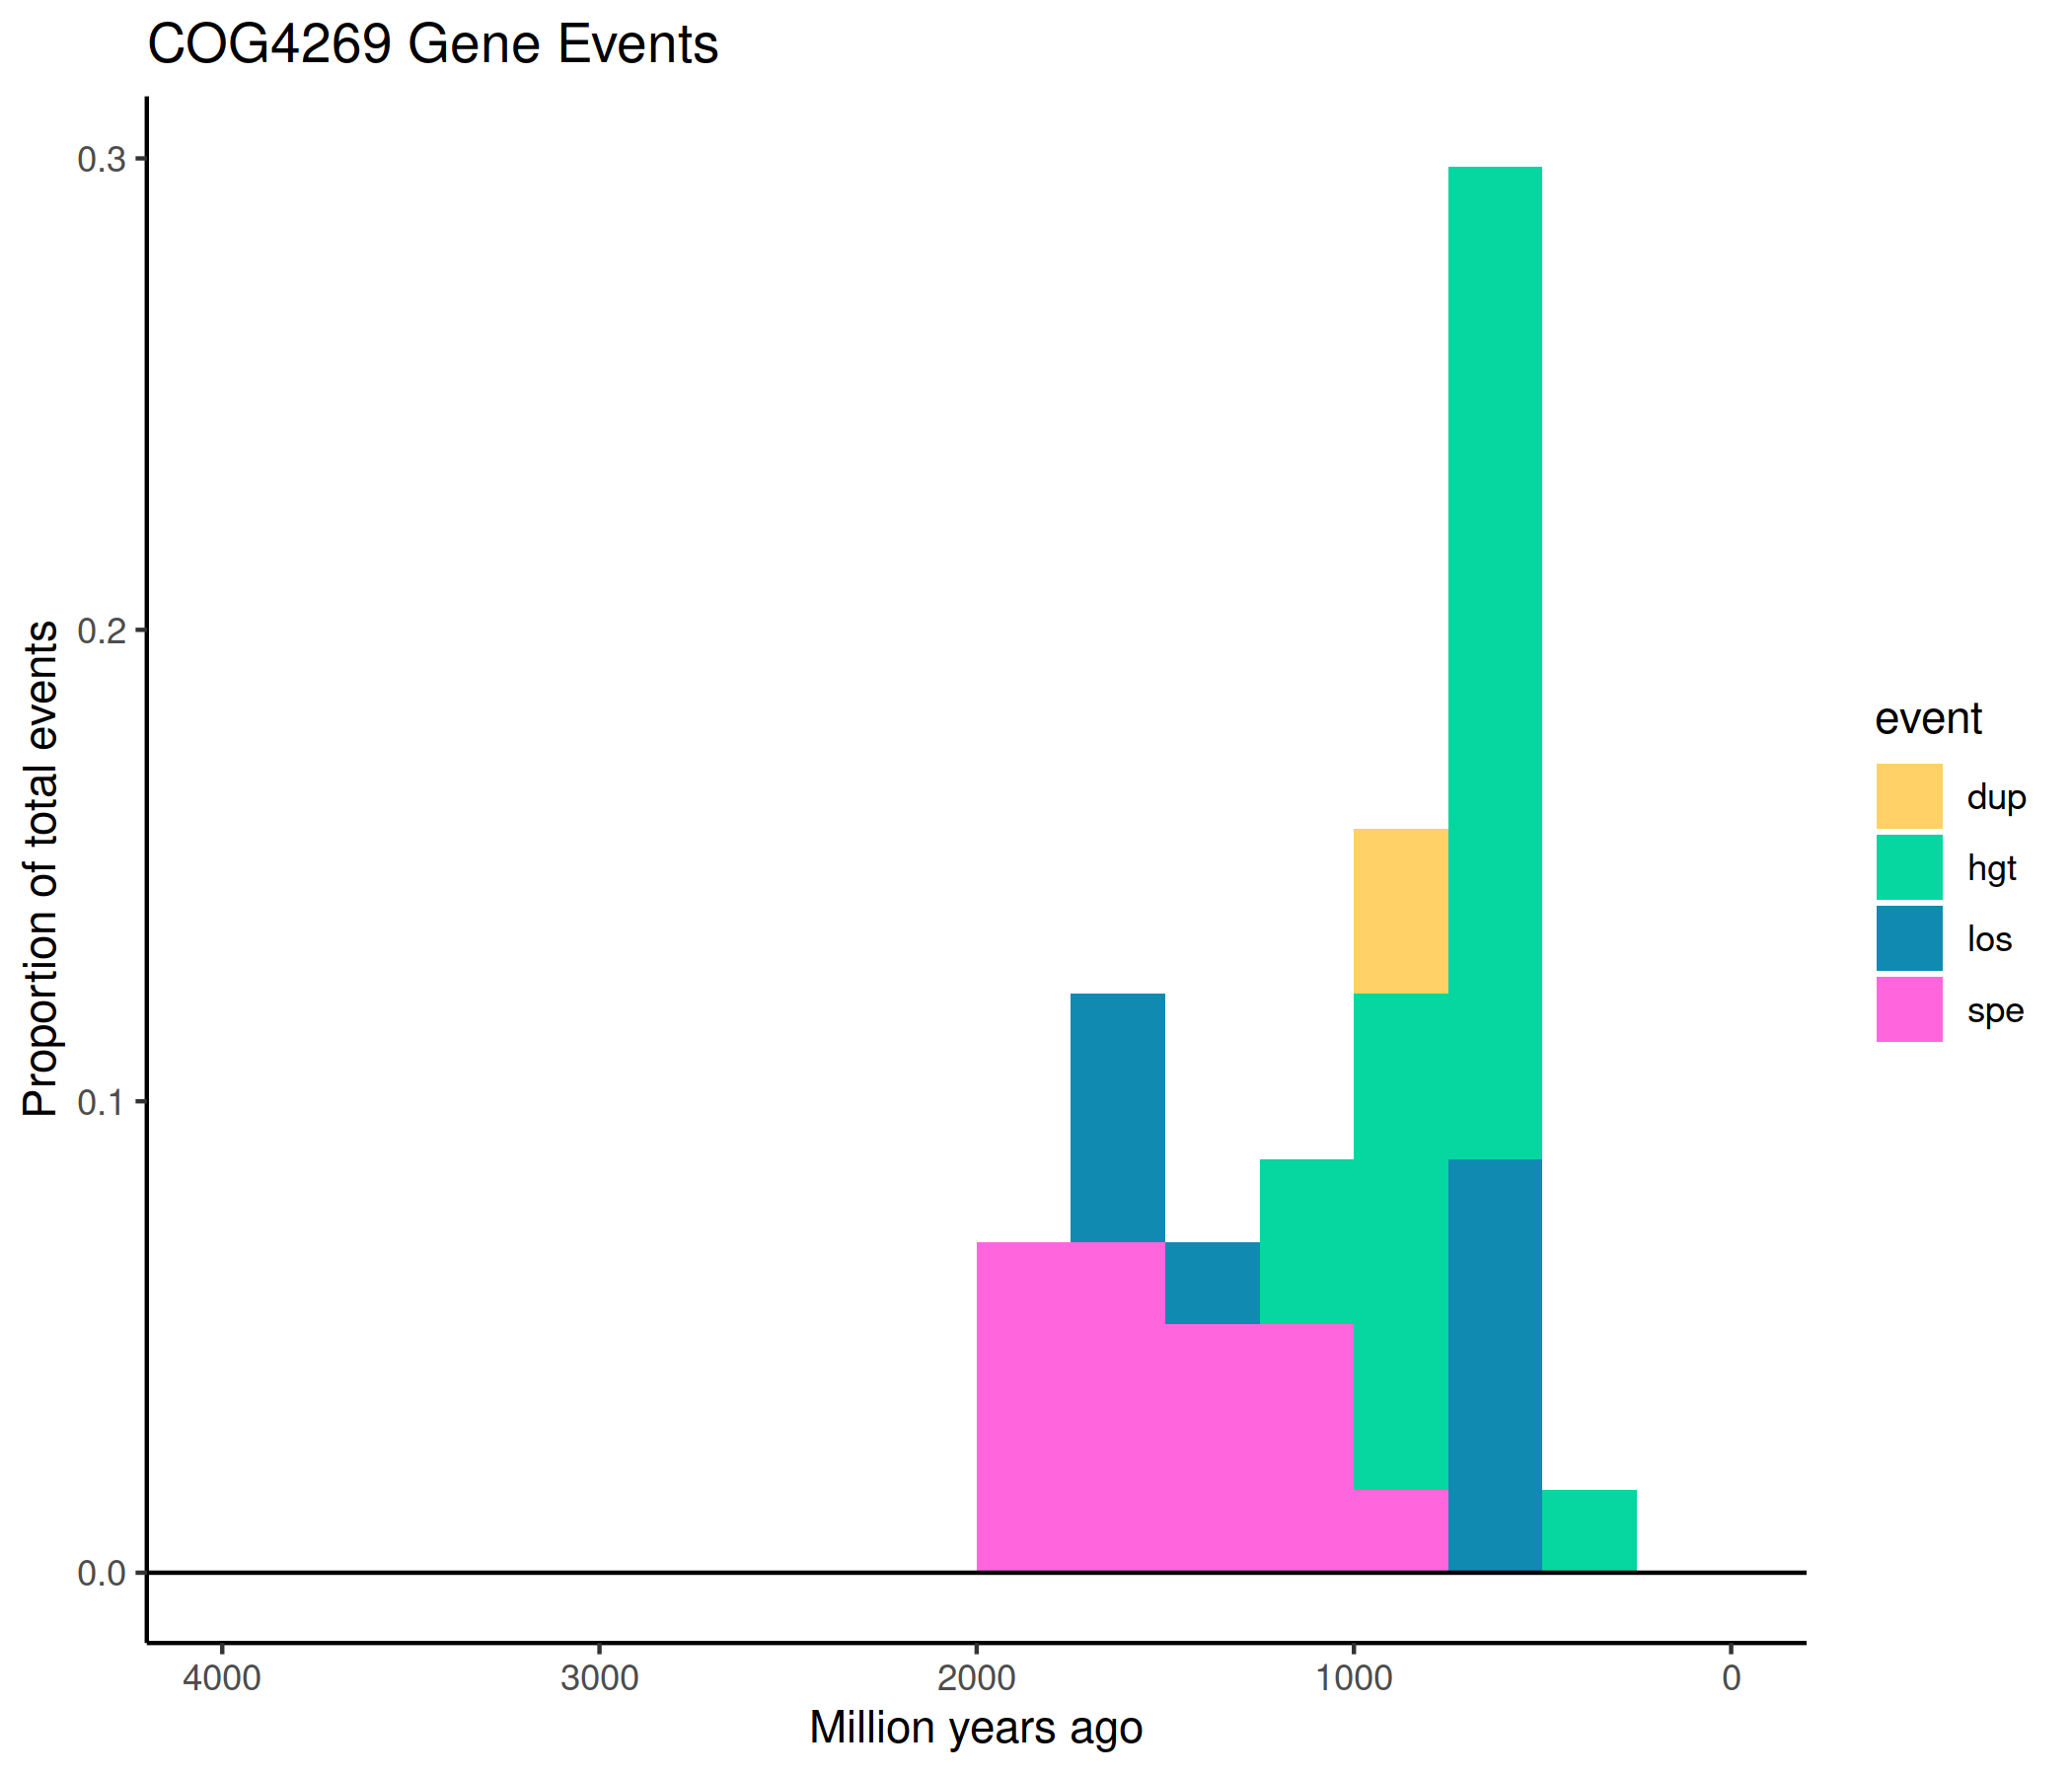 COG4269 Gene Events
Proportion of total events
0.3
0.2
0.1
0.0
4000 3000 2000 1000 0
Million years ago
event
dup
hgt
los
spe